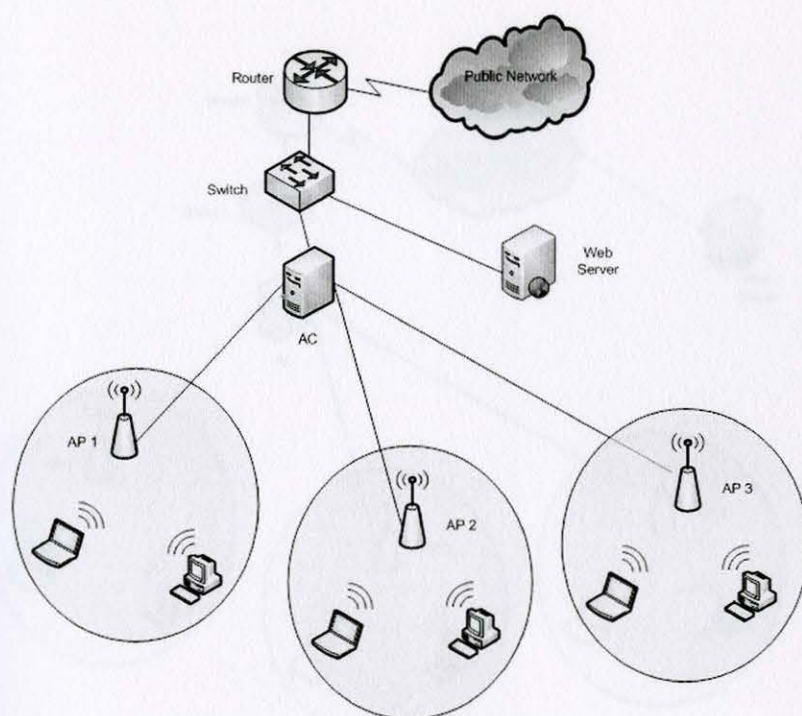 Public Network
Router
Switch
Web
Server
AC
AP 1
AP 2
AP 3